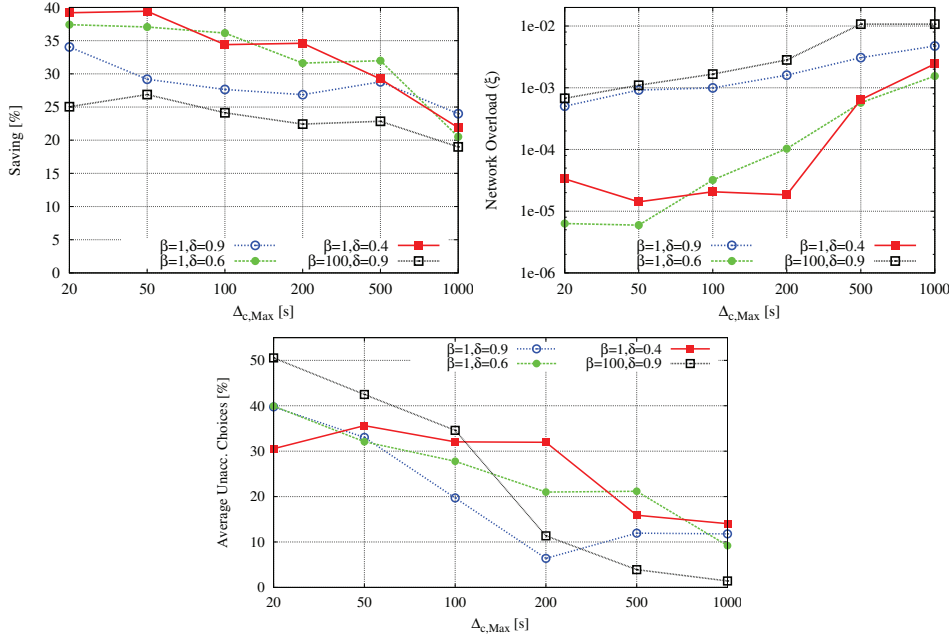 Saving [%]
40
35
30
25
20
15
10
5
0
β=1,δ=0.9
β=1,δ=0.6
β=1,δ=0.4
β=100,δ=0.9
20 50 100 200 500 1000
Δc,Max [s]
Network Overload (ξ)
1e-02
1e-03
1e-04
1e-05
1e-06
β=1,δ=0.9
β=1,δ=0.6
β=1,δ=0.4
β=100,δ=0.9
20 50 100 200 500 1000
Δc,Max [s]
Average Unacc. Choices [%]
50
40
30
20
10
0
β=1,δ=0.9
β=1,δ=0.6
β=1,δ=0.4
β=100,δ=0.9
20 50 100 200 500 1000
Δc,Max [s]